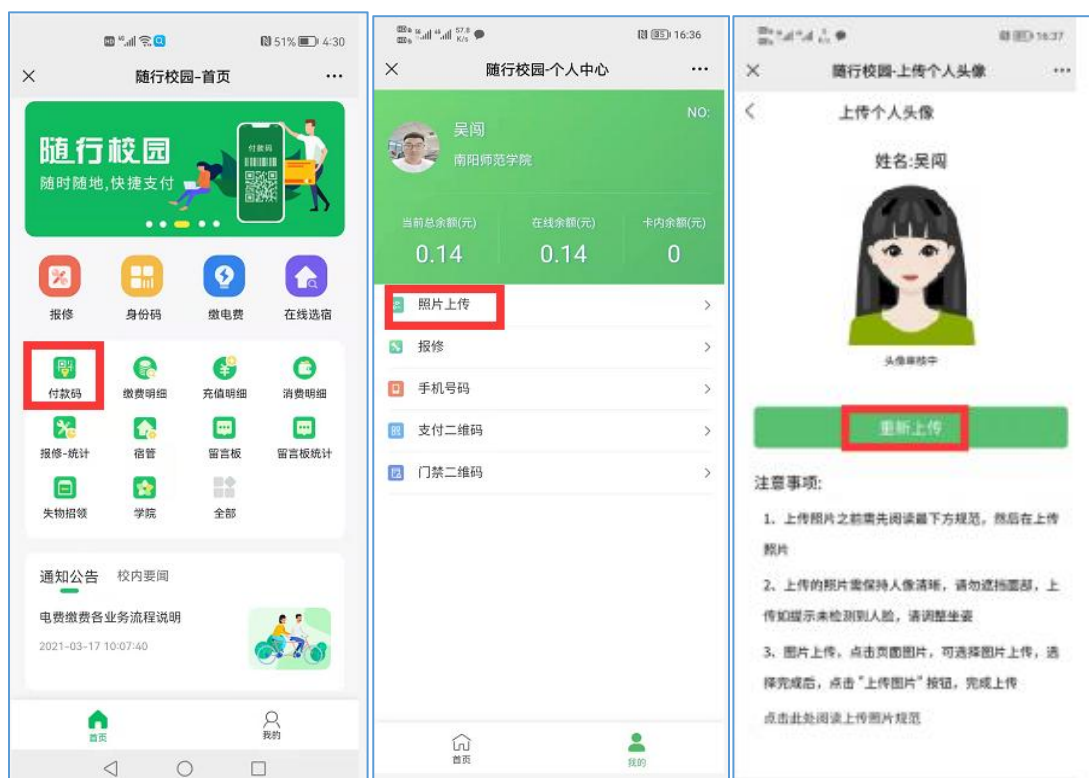 51% 4:30
随行校园-首页
随行校园
随时随地,快捷支付
付款码
报修
身份码
缴电费
在线选宿
付款码
缴费明细
充值明细
消费明细
报修-统计
宿管
留言板
留言板统计
失物招领
学院
全部
通知公告 校内要闻
电费缴费各业务流程说明
2021-03-17 10:07:40
首页
我的
57.8 K/s 85 16:36
随行校园-个人中心
NO:
吴闯
南阳师范学院
当前总余额(元) 在线余额(元) 卡内余额(元)
0.14 0.14 0
照片上传
报修
手机号码
支付二维码
门禁二维码
首页
我的
16:37
随行校园-上传个人头像
上传个人头像
姓名:吴闯
头像审核中
重新上传
注意事项:
1、上传照片之前需先阅读最下方规范，然后在上传
照片
2、上传的照片需保持人像清晰，请勿遮挡面部，上
传如提示未检测到人脸，请调整坐姿
3、图片上传，点击页面图片，可选择图片上传，选
择完成后，点击"上传图片"按钮，完成上传
点击此处阅读上传照片规范